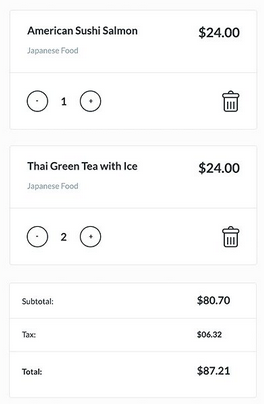 American Sushi Salmon $24.00
Japanese Food
- 1 +
Thai Green Tea with Ice $24.00
Japanese Food
- 2 +
Subtotal: $80.70
Tax: $06.32
Total: $87.21